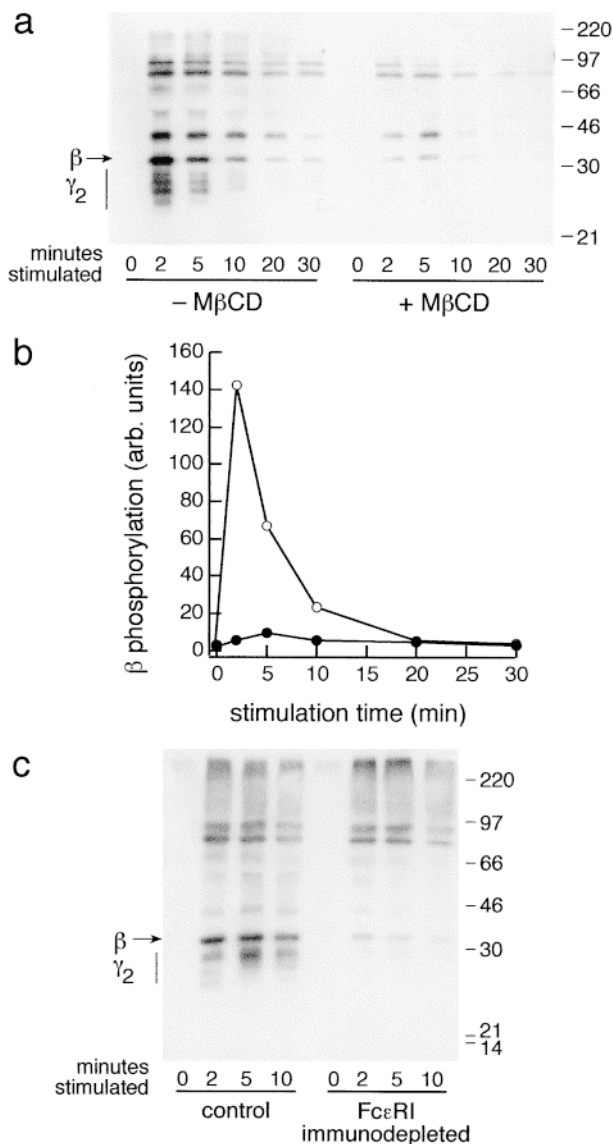 a
220
97
66
46
30
21
β
γ2
minutes stimulated
0 2 5 10 20 30 0 2 5 10 20 30
– MβCD + MβCD
b
β phosphorylation (arb. units)
160
140
120
100
80
60
40
20
0
0 5 10 15 20 25 30
stimulation time (min)
c
220
97
66
46
30
21
14
β
γ2
minutes stimulated
0 2 5 10 0 2 5 10
control FcεRI
immunodepleted